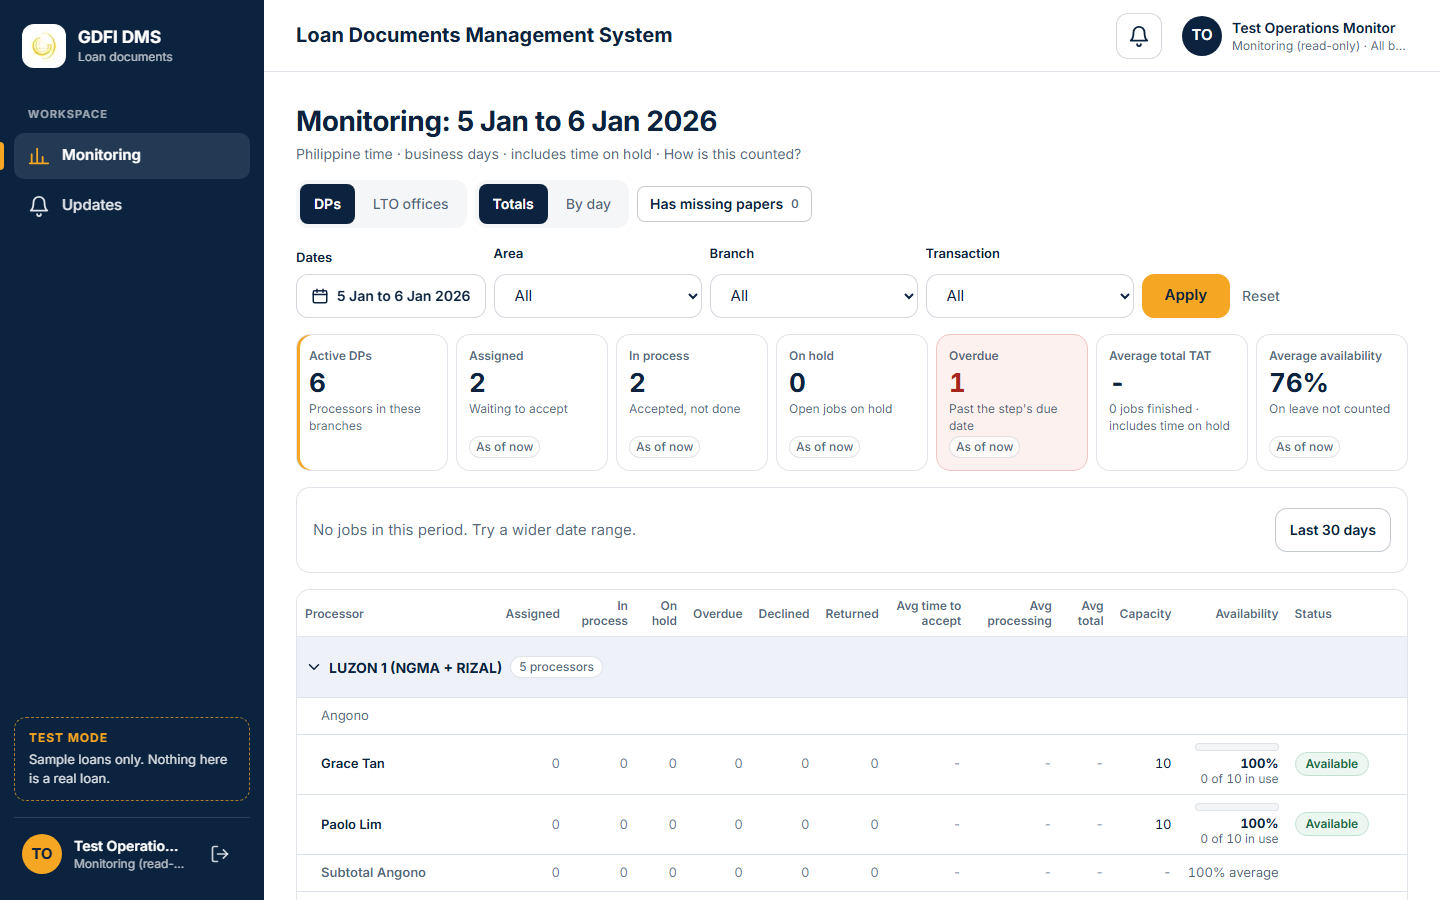 GDFI DMS
Loan documents
WORKSPACE
Monitoring
Updates
TEST MODE
Sample loans only. Nothing here
is a real loan.
TO
Test Operatio...
Monitoring (read-...
Loan Documents Management System
TO
Test Operations Monitor
Monitoring (read-only) · All b...
Monitoring: 5 Jan to 6 Jan 2026
Philippine time · business days · includes time on hold · How is this counted?
DPs LTO offices Totals By day Has missing papers 0
Dates Area Branch Transaction
5 Jan to 6 Jan 2026 All All All Apply Reset
Active DPs
6
Processors in these
branches
Assigned
2
Waiting to accept
As of now
In process
2
Accepted, not done
As of now
On hold
0
Open jobs on hold
As of now
Overdue
1
Past the step's due
date
As of now
Average total TAT
-
0 jobs finished ·
includes time on hold
Average availability
76%
On leave not counted
As of now
No jobs in this period. Try a wider date range. Last 30 days
Processor Assigned In process On hold Overdue Declined Returned Avg time to accept Avg processing Avg total Capacity Availability Status
LUZON 1 (NGMA + RIZAL) 5 processors
Angono
Grace Tan 0 0 0 0 0 0 - - - 10 100% Available
0 of 10 in use
Paolo Lim 0 0 0 0 0 0 - - - 10 100% Available
0 of 10 in use
Subtotal Angono 0 0 0 0 0 0 - - - - 100% average